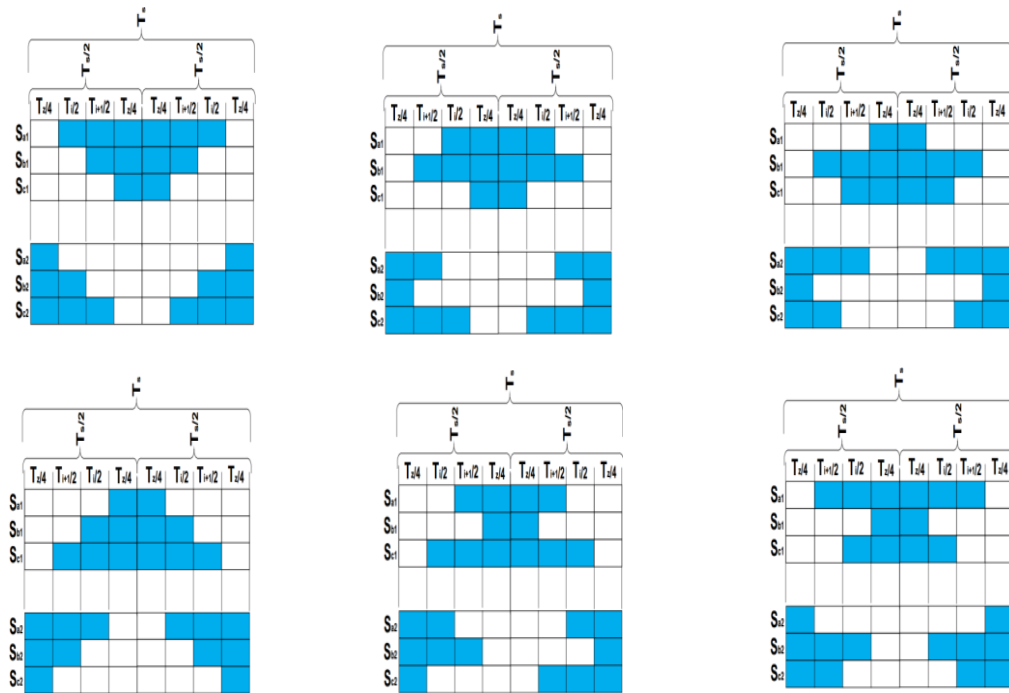 Ts
Ts/2 Ts/2
Tz/4 Ti/2 Ti+1/2 Tz/4 Tz/4 Ti+1/2 Ti/2 Tz/4
Sa1
Sb1
Sc1
Sa2
Sb2
Sc2
Ts
Ts/2 Ts/2
Tz/4 Ti+1/2 Ti/2 Tz/4 Tz/4 Ti/2 Ti+1/2 Tz/4
Sa1
Sb1
Sc1
Sa2
Sb2
Sc2
Ts
Ts/2 Ts/2
Tz/4 Ti/2 Ti+1/2 Tz/4 Tz/4 Ti+1/2 Ti/2 Tz/4
Sa1
Sb1
Sc1
Sa2
Sb2
Sc2
Ts
Ts/2 Ts/2
Tz/4 Ti+1/2 Ti/2 Tz/4 Tz/4 Ti/2 Ti+1/2 Tz/4
Sa1
Sb1
Sc1
Sa2
Sb2
Sc2
Ts
Ts/2 Ts/2
Tz/4 Ti/2 Ti+1/2 Tz/4 Tz/4 Ti+1/2 Ti/2 Tz/4
Sa1
Sb1
Sc1
Sa2
Sb2
Sc2
Ts
Ts/2 Ts/2
Tz/4 Ti+1/2 Ti/2 Tz/4 Tz/4 Ti/2 Ti+1/2 Tz/4
Sa1
Sb1
Sc1
Sa2
Sb2
Sc2